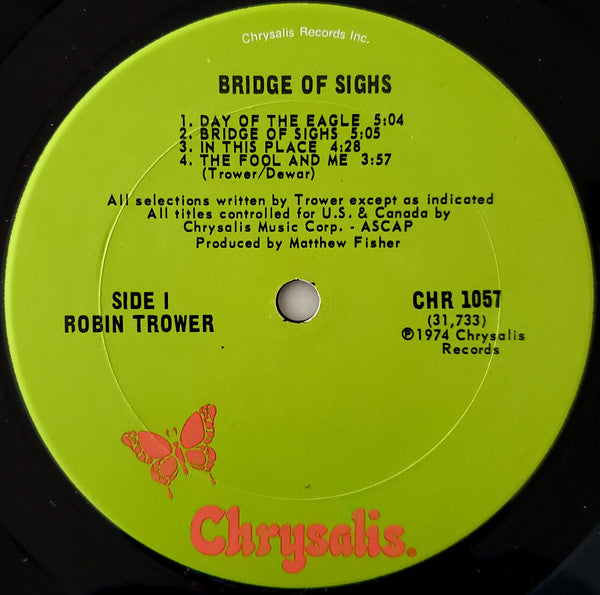 Chrysalis Records Inc.
BRIDGE OF SIGHS
1. DAY OF THE EAGLE 5:04
2. BRIDGE OF SIGHS 5:05
3. IN THIS PLACE 4:28
4. THE FOOL AND ME 3:57
(Trower/Dewar)
All selections written by Trower except as indicated
All titles controlled for U.S. & Canada by
Chrysalis Music Corp. - ASCAP
Produced by Matthew Fisher
SIDE 1
ROBIN TROWER
CHR 1057
(31,733)
℗1974 Chrysalis
Records
Chrysalis.